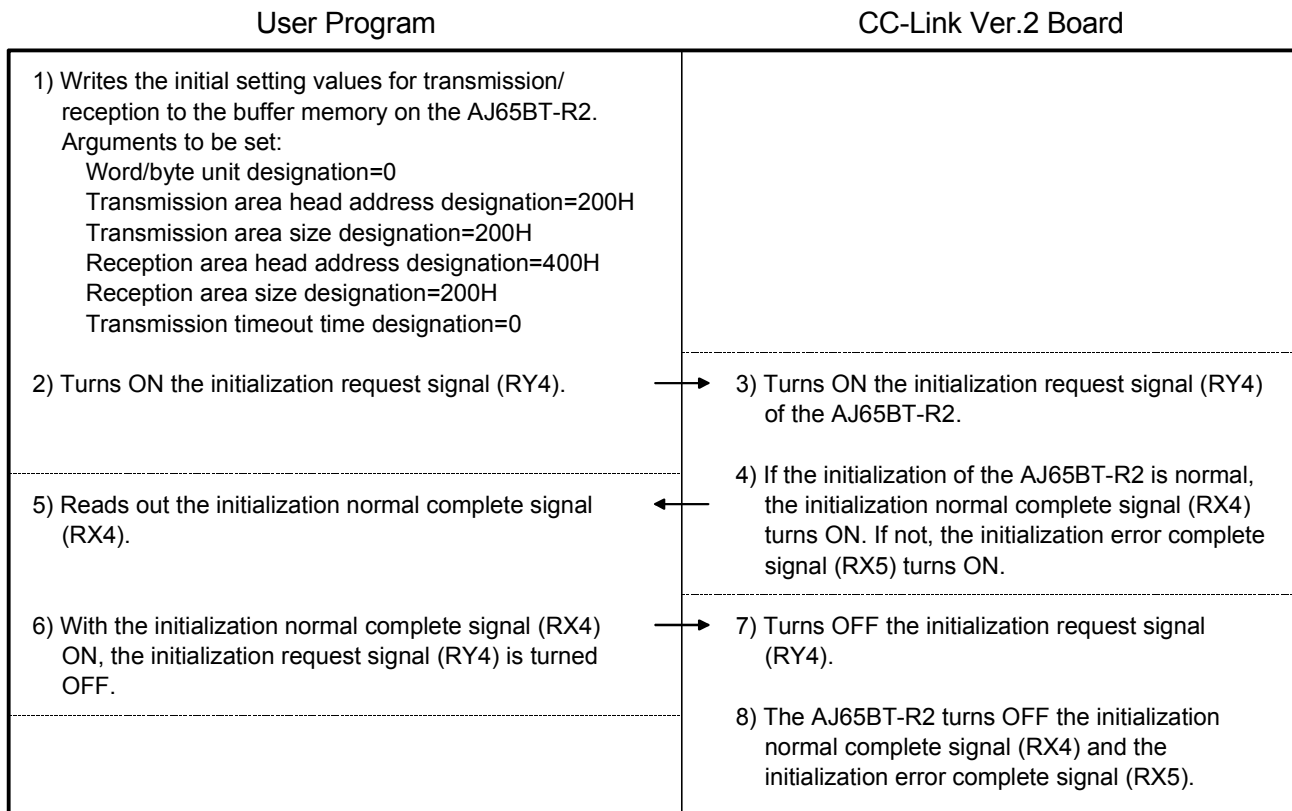 User Program
CC-Link Ver.2 Board
1) Writes the initial setting values for transmission/
reception to the buffer memory on the AJ65BT-R2.
Arguments to be set:
Word/byte unit designation=0
Transmission area head address designation=200H
Transmission area size designation=200H
Reception area head address designation=400H
Reception area size designation=200H
Transmission timeout time designation=0
2) Turns ON the initialization request signal (RY4).
3) Turns ON the initialization request signal (RY4)
of the AJ65BT-R2.
4) If the initialization of the AJ65BT-R2 is normal,
the initialization normal complete signal (RX4)
turns ON. If not, the initialization error complete
signal (RX5) turns ON.
5) Reads out the initialization normal complete signal
(RX4).
6) With the initialization normal complete signal (RX4)
ON, the initialization request signal (RY4) is turned
OFF.
7) Turns OFF the initialization request signal
(RY4).
8) The AJ65BT-R2 turns OFF the initialization
normal complete signal (RX4) and the
initialization error complete signal (RX5).